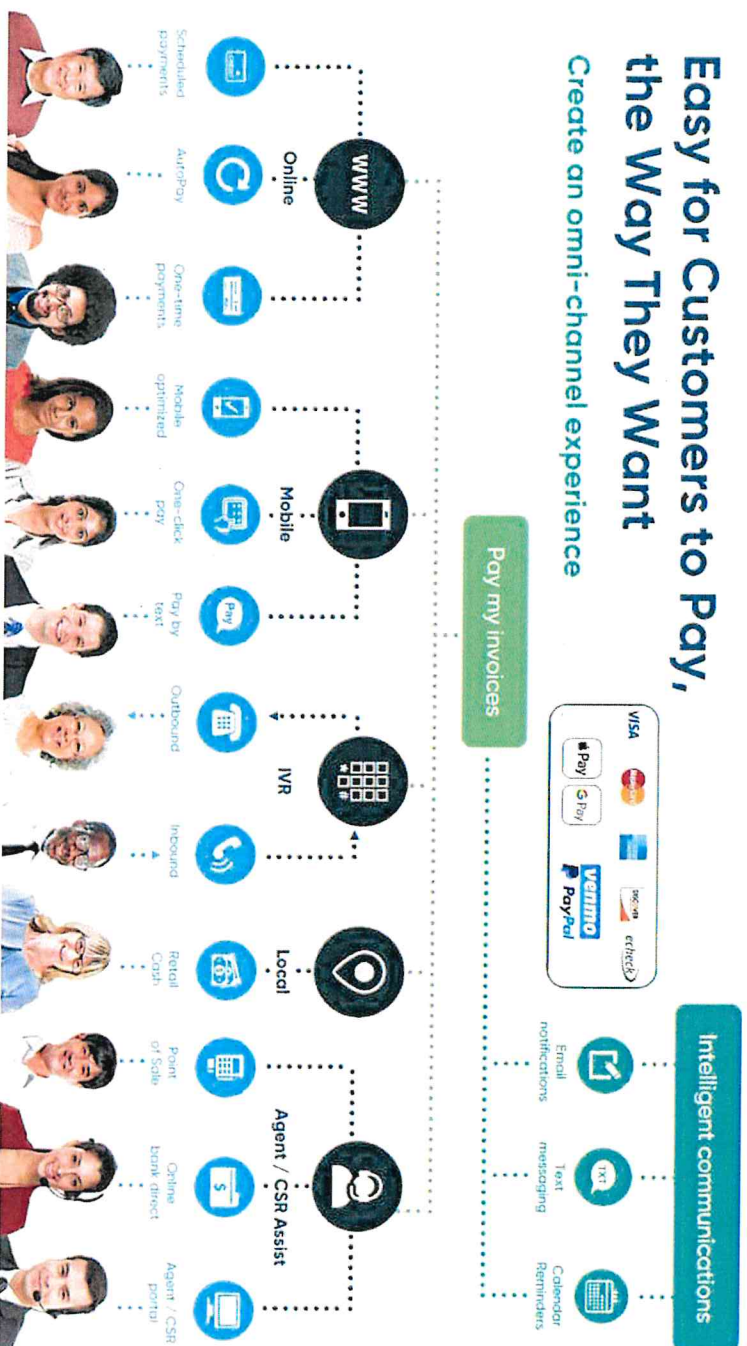 Easy for Customers to Pay,
the Way They Want
Create an omni-channel experience
VISA
MasterCard
DISCOVER
echeck
Pay
G Pay
venmo
PayPal
Intelligent communications
Email
notifications
TXT
Text
messaging
Calendar
Reminders
Pay my invoices
www
Online
Mobile
IVR
* #
Local
Agent / CSR Assist
CREDIT
Scheduled
payments
AutoPay
One-time
payments
Mobile
optimized
One-click
pay
Pay
Pay by
text
Outbound
Inbound
Retail
Cash
Point
of Sale
$
Online
bank direct
Agent / CSR
portal